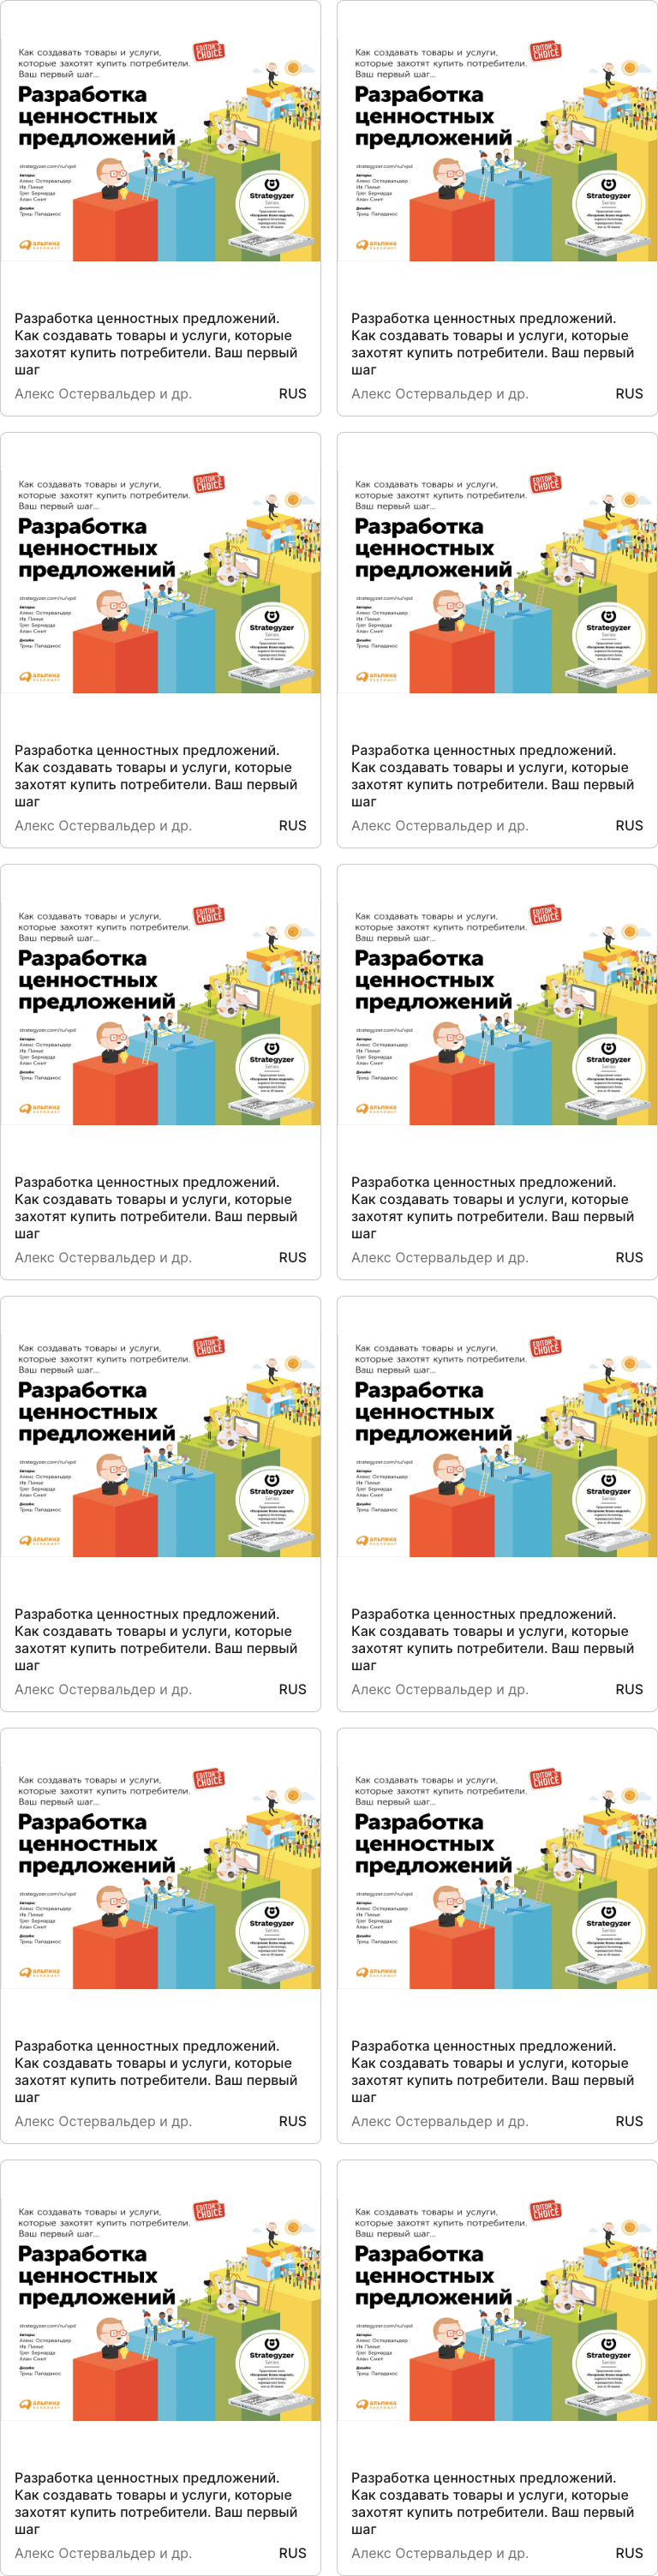 Как создавать товары и услуги,
которые захотят купить потребители.
Ваш первый шаг...
EDITOR'S
CHOICE
Разработка
ценностных
предложений
strategyzer.com/ru/vpd
Авторы:
Алекс Остервальдер
Ив Пинье
Грег Бернарда
Алан Смит
Дизайн:
Триш Пападакос
Strategyzer
Series
альпина
ПАБЛИШЕР
Разработка ценностных предложений.
Как создавать товары и услуги, которые
захотят купить потребители. Ваш первый
шаг
Алекс Остервальдер и др. RUS
Как создавать товары и услуги,
которые захотят купить потребители.
Ваш первый шаг...
EDITOR'S
CHOICE
Разработка
ценностных
предложений
strategyzer.com/ru/vpd
Авторы:
Алекс Остервальдер
Ив Пинье
Грег Бернарда
Алан Смит
Дизайн:
Триш Пападакос
Strategyzer
Series
альпина
ПАБЛИШЕР
Разработка ценностных предложений.
Как создавать товары и услуги, которые
захотят купить потребители. Ваш первый
шаг
Алекс Остервальдер и др. RUS
Как создавать товары и услуги,
которые захотят купить потребители.
Ваш первый шаг...
EDITOR'S
CHOICE
Разработка
ценностных
предложений
strategyzer.com/ru/vpd
Авторы:
Алекс Остервальдер
Ив Пинье
Грег Бернарда
Алан Смит
Дизайн:
Триш Пападакос
Strategyzer
Series
альпина
ПАБЛИШЕР
Разработка ценностных предложений.
Как создавать товары и услуги, которые
захотят купить потребители. Ваш первый
шаг
Алекс Остервальдер и др. RUS
Как создавать товары и услуги,
которые захотят купить потребители.
Ваш первый шаг...
EDITOR'S
CHOICE
Разработка
ценностных
предложений
strategyzer.com/ru/vpd
Авторы:
Алекс Остервальдер
Ив Пинье
Грег Бернарда
Алан Смит
Дизайн:
Триш Пападакос
Strategyzer
Series
альпина
ПАБЛИШЕР
Разработка ценностных предложений.
Как создавать товары и услуги, которые
захотят купить потребители. Ваш первый
шаг
Алекс Остервальдер и др. RUS
Как создавать товары и услуги,
которые захотят купить потребители.
Ваш первый шаг...
EDITOR'S
CHOICE
Разработка
ценностных
предложений
strategyzer.com/ru/vpd
Авторы:
Алекс Остервальдер
Ив Пинье
Грег Бернарда
Алан Смит
Дизайн:
Триш Пападакос
Strategyzer
Series
альпина
ПАБЛИШЕР
Разработка ценностных предложений.
Как создавать товары и услуги, которые
захотят купить потребители. Ваш первый
шаг
Алекс Остервальдер и др. RUS
Как создавать товары и услуги,
которые захотят купить потребители.
Ваш первый шаг...
EDITOR'S
CHOICE
Разработка
ценностных
предложений
strategyzer.com/ru/vpd
Авторы:
Алекс Остервальдер
Ив Пинье
Грег Бернарда
Алан Смит
Дизайн:
Триш Пападакос
Strategyzer
Series
альпина
ПАБЛИШЕР
Разработка ценностных предложений.
Как создавать товары и услуги, которые
захотят купить потребители. Ваш первый
шаг
Алекс Остервальдер и др. RUS
Как создавать товары и услуги,
которые захотят купить потребители.
Ваш первый шаг...
EDITOR'S
CHOICE
Разработка
ценностных
предложений
strategyzer.com/ru/vpd
Авторы:
Алекс Остервальдер
Ив Пинье
Грег Бернарда
Алан Смит
Дизайн:
Триш Пападакос
Strategyzer
Series
альпина
ПАБЛИШЕР
Разработка ценностных предложений.
Как создавать товары и услуги, которые
захотят купить потребители. Ваш первый
шаг
Алекс Остервальдер и др. RUS
Как создавать товары и услуги,
которые захотят купить потребители.
Ваш первый шаг...
EDITOR'S
CHOICE
Разработка
ценностных
предложений
strategyzer.com/ru/vpd
Авторы:
Алекс Остервальдер
Ив Пинье
Грег Бернарда
Алан Смит
Дизайн:
Триш Пападакос
Strategyzer
Series
альпина
ПАБЛИШЕР
Разработка ценностных предложений.
Как создавать товары и услуги, которые
захотят купить потребители. Ваш первый
шаг
Алекс Остервальдер и др. RUS
Как создавать товары и услуги,
которые захотят купить потребители.
Ваш первый шаг...
EDITOR'S
CHOICE
Разработка
ценностных
предложений
strategyzer.com/ru/vpd
Авторы:
Алекс Остервальдер
Ив Пинье
Грег Бернарда
Алан Смит
Дизайн:
Триш Пападакос
Strategyzer
Series
альпина
ПАБЛИШЕР
Разработка ценностных предложений.
Как создавать товары и услуги, которые
захотят купить потребители. Ваш первый
шаг
Алекс Остервальдер и др. RUS
Как создавать товары и услуги,
которые захотят купить потребители.
Ваш первый шаг...
EDITOR'S
CHOICE
Разработка
ценностных
предложений
strategyzer.com/ru/vpd
Авторы:
Алекс Остервальдер
Ив Пинье
Грег Бернарда
Алан Смит
Дизайн:
Триш Пападакос
Strategyzer
Series
альпина
ПАБЛИШЕР
Разработка ценностных предложений.
Как создавать товары и услуги, которые
захотят купить потребители. Ваш первый
шаг
Алекс Остервальдер и др. RUS
Как создавать товары и услуги,
которые захотят купить потребители.
Ваш первый шаг...
EDITOR'S
CHOICE
Разработка
ценностных
предложений
strategyzer.com/ru/vpd
Авторы:
Алекс Остервальдер
Ив Пинье
Грег Бернарда
Алан Смит
Дизайн:
Триш Пападакос
Strategyzer
Series
альпина
ПАБЛИШЕР
Разработка ценностных предложений.
Как создавать товары и услуги, которые
захотят купить потребители. Ваш первый
шаг
Алекс Остервальдер и др. RUS
Как создавать товары и услуги,
которые захотят купить потребители.
Ваш первый шаг...
EDITOR'S
CHOICE
Разработка
ценностных
предложений
strategyzer.com/ru/vpd
Авторы:
Алекс Остервальдер
Ив Пинье
Грег Бернарда
Алан Смит
Дизайн:
Триш Пападакос
Strategyzer
Series
альпина
ПАБЛИШЕР
Разработка ценностных предложений.
Как создавать товары и услуги, которые
захотят купить потребители. Ваш первый
шаг
Алекс Остервальдер и др. RUS